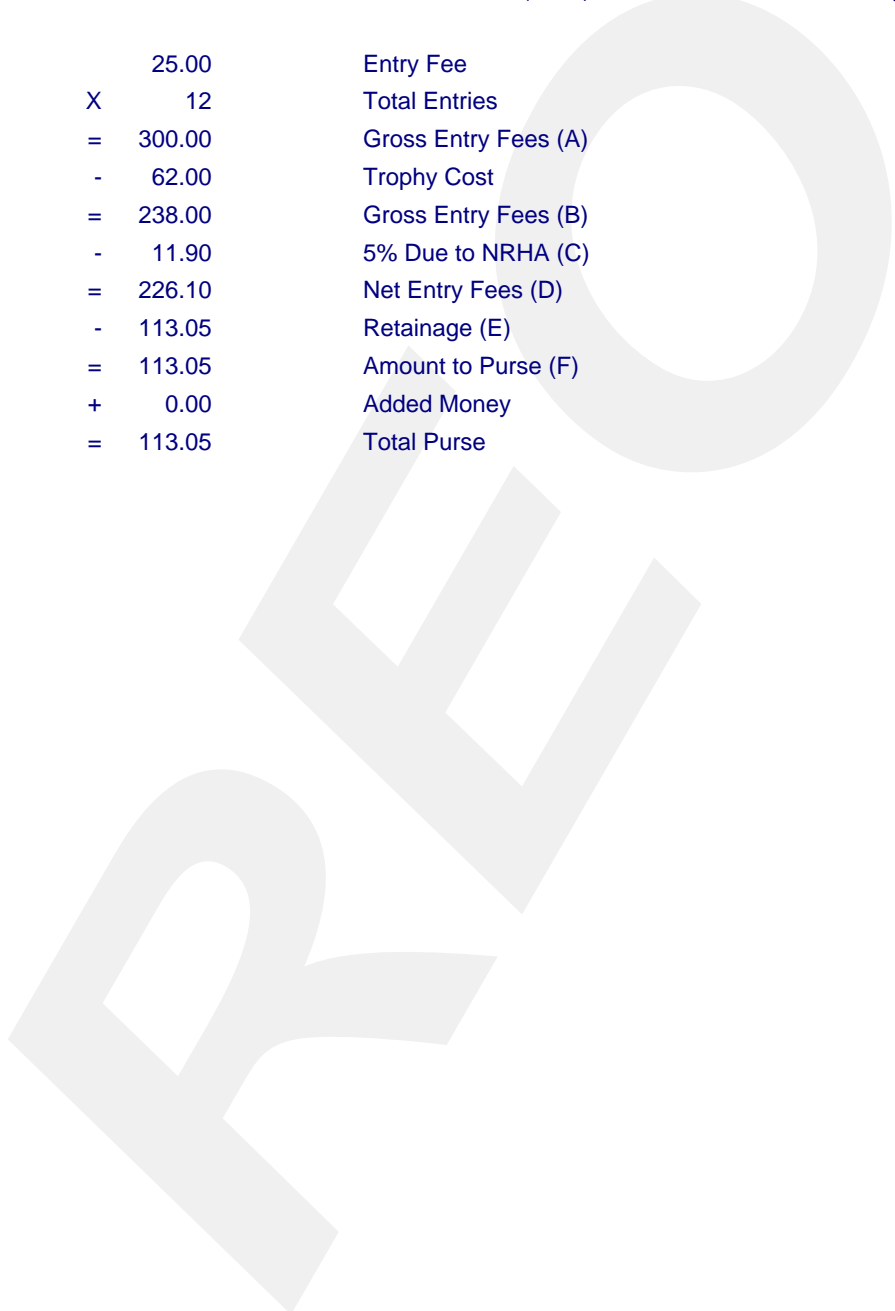 25.00 Entry Fee
X 12 Total Entries
= 300.00 Gross Entry Fees (A)
- 62.00 Trophy Cost
= 238.00 Gross Entry Fees (B)
- 11.90 5% Due to NRHA (C)
= 226.10 Net Entry Fees (D)
- 113.05 Retainage (E)
= 113.05 Amount to Purse (F)
+ 0.00 Added Money
= 113.05 Total Purse
REO